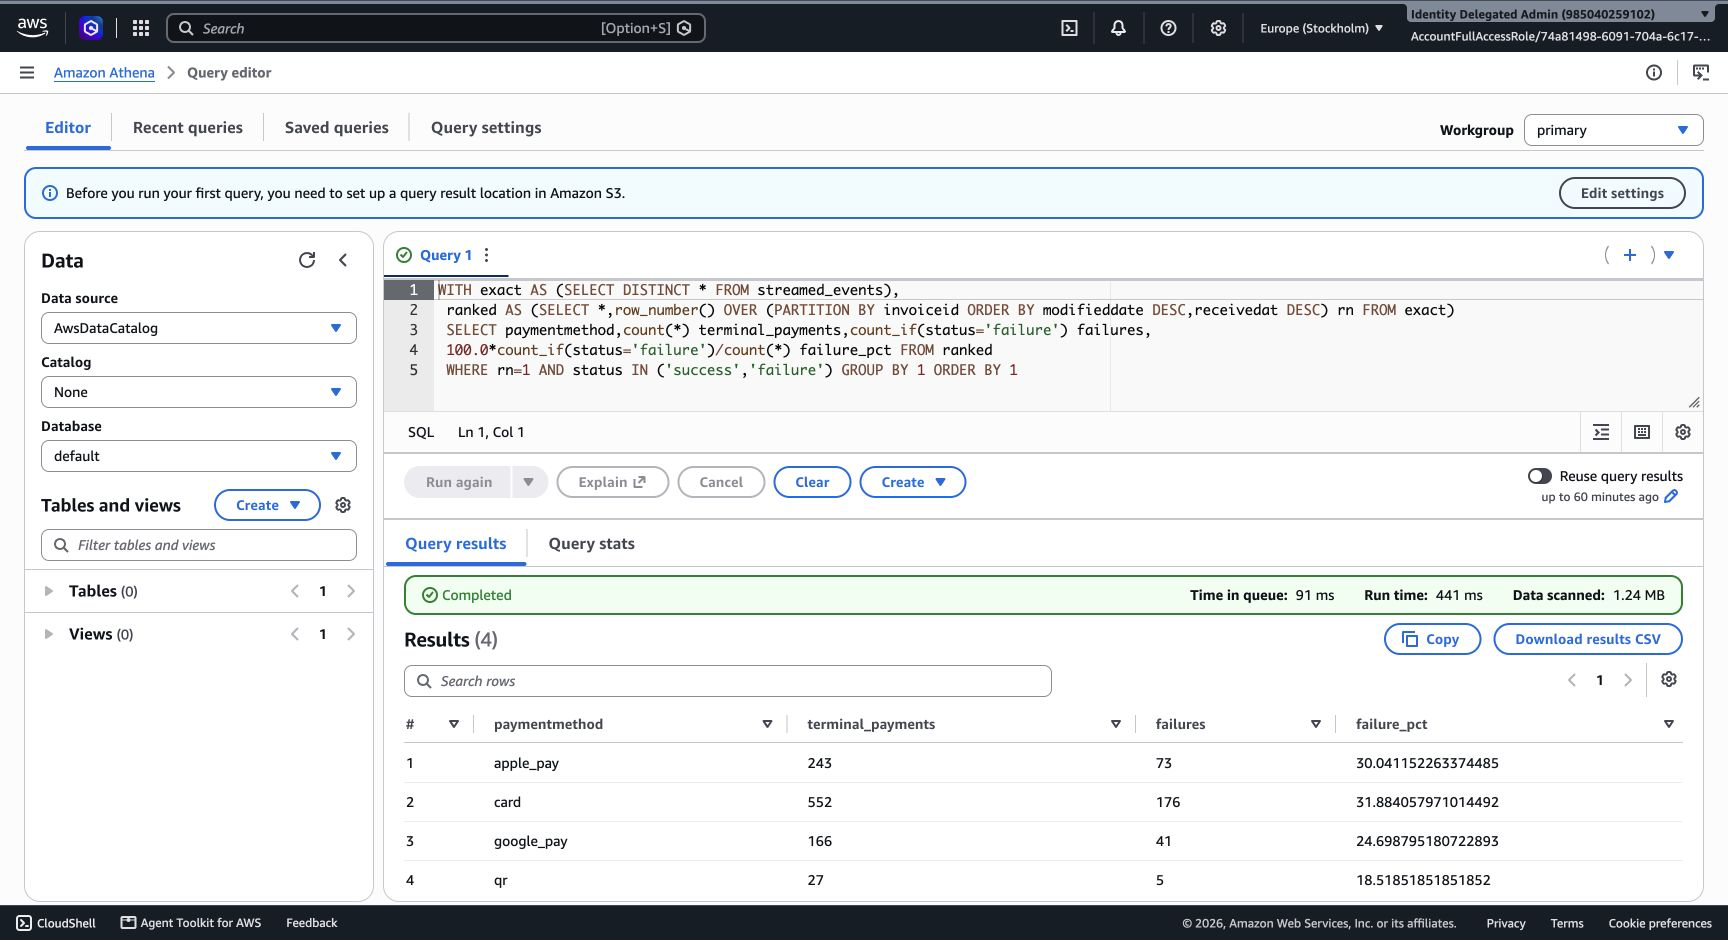 aws
Search
[Option+S]
Europe (Stockholm)
Identity Delegated Admin (985040259102)
AccountFullAccessRole/74a81498-6091-704a-6c17-...
Amazon Athena
Query editor
Editor
Recent queries
Saved queries
Query settings
Workgroup
primary
Before you run your first query, you need to set up a query result location in Amazon S3.
Edit settings
Data
Data source
AwsDataCatalog
Catalog
None
Database
default
Tables and views
Create
Filter tables and views
Tables (0)
1
Views (0)
1
Query 1
1 WITH exact AS (SELECT DISTINCT * FROM streamed_events),
2 ranked AS (SELECT *,row_number() OVER (PARTITION BY invoiceid ORDER BY modifieddate DESC,receivedat DESC) rn FROM exact)
3 SELECT paymentmethod,count(*) terminal_payments,count_if(status='failure') failures,
4 100.0*count_if(status='failure')/count(*) failure_pct FROM ranked
5 WHERE rn=1 AND status IN ('success','failure') GROUP BY 1 ORDER BY 1
SQL Ln 1, Col 1
Run again
Explain
Cancel
Clear
Create
Reuse query results
up to 60 minutes ago
Query results
Query stats
Completed
Time in queue: 91 ms
Run time: 441 ms
Data scanned: 1.24 MB
Results (4)
Copy
Download results CSV
Search rows
1
# paymentmethod terminal_payments failures failure_pct
1 apple_pay 243 73 30.041152263374485
2 card 552 176 31.884057971014492
3 google_pay 166 41 24.698795180722893
4 qr 27 5 18.51851851851852
CloudShell
Agent Toolkit for AWS
Feedback
© 2026, Amazon Web Services, Inc. or its affiliates.
Privacy
Terms
Cookie preferences